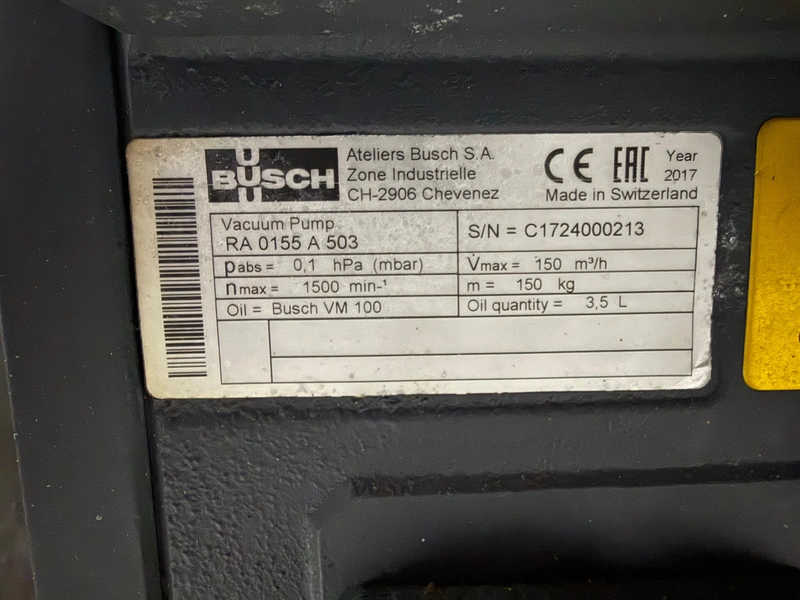 BUSCH
Ateliers Busch S.A.
Zone Industrielle
CH-2906 Chevenez
CE EAC Year
2017
Made in Switzerland
Vacuum Pump
RA 0155 A 503
S/N = C1724000213
pabs = 0,1 hPa (mbar)
V̇max = 150 m³/h
nmax = 1500 min-¹
m = 150 kg
Oil = Busch VM 100
Oil quantity = 3,5 L